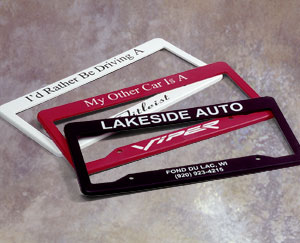 I'd Rather Be Driving A
My Other Car Is A
LAKESIDE AUTO
VIPER
FOND DU LAC, WI
(920) 923-4215